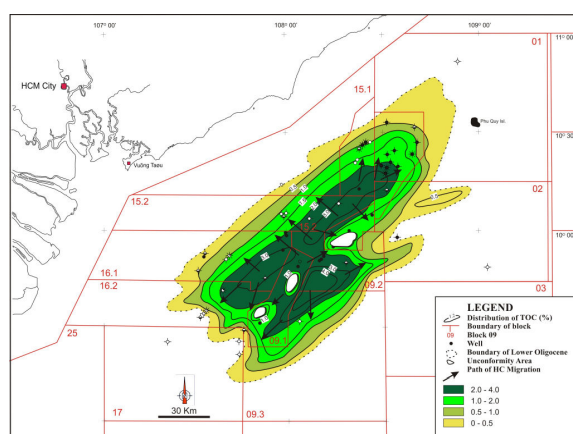 107° 00'
108° 00'
109° 00'
11° 00'
01
HCM City
15.1
Phu Quy Isl.
10° 30'
Vuõng Taøu
02
15.2
10° 00'
16.1
16.2
09.2
03
25
09.1
17
30 Km
09.3
LEGEND
Distribution of TOC (%)
Boundary of block
09 Block 09
Well
Boundary of Lower Oligocene
Unconformity Area
Path of HC Migration
2.0 - 4.0
1.0 - 2.0
0.5 - 1.0
0 - 0.5